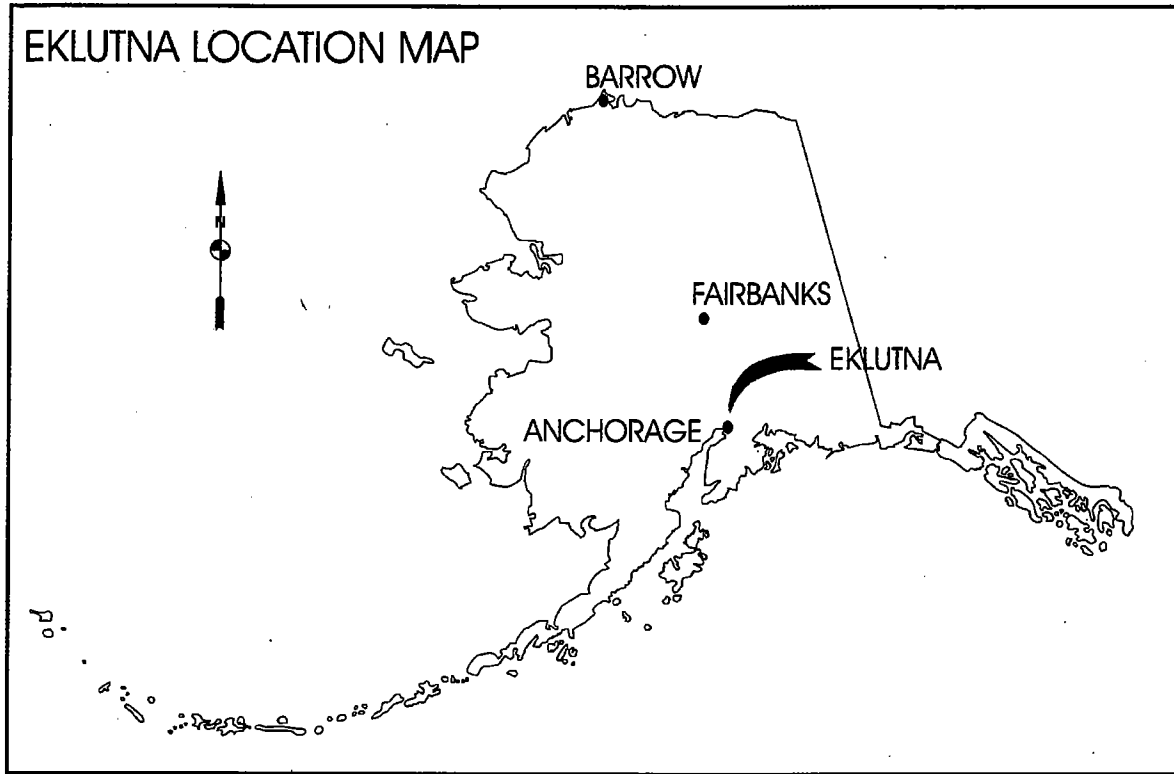 EKLUTNA LOCATION MAP
BARROW
N
FAIRBANKS
EKLUTNA
ANCHORAGE